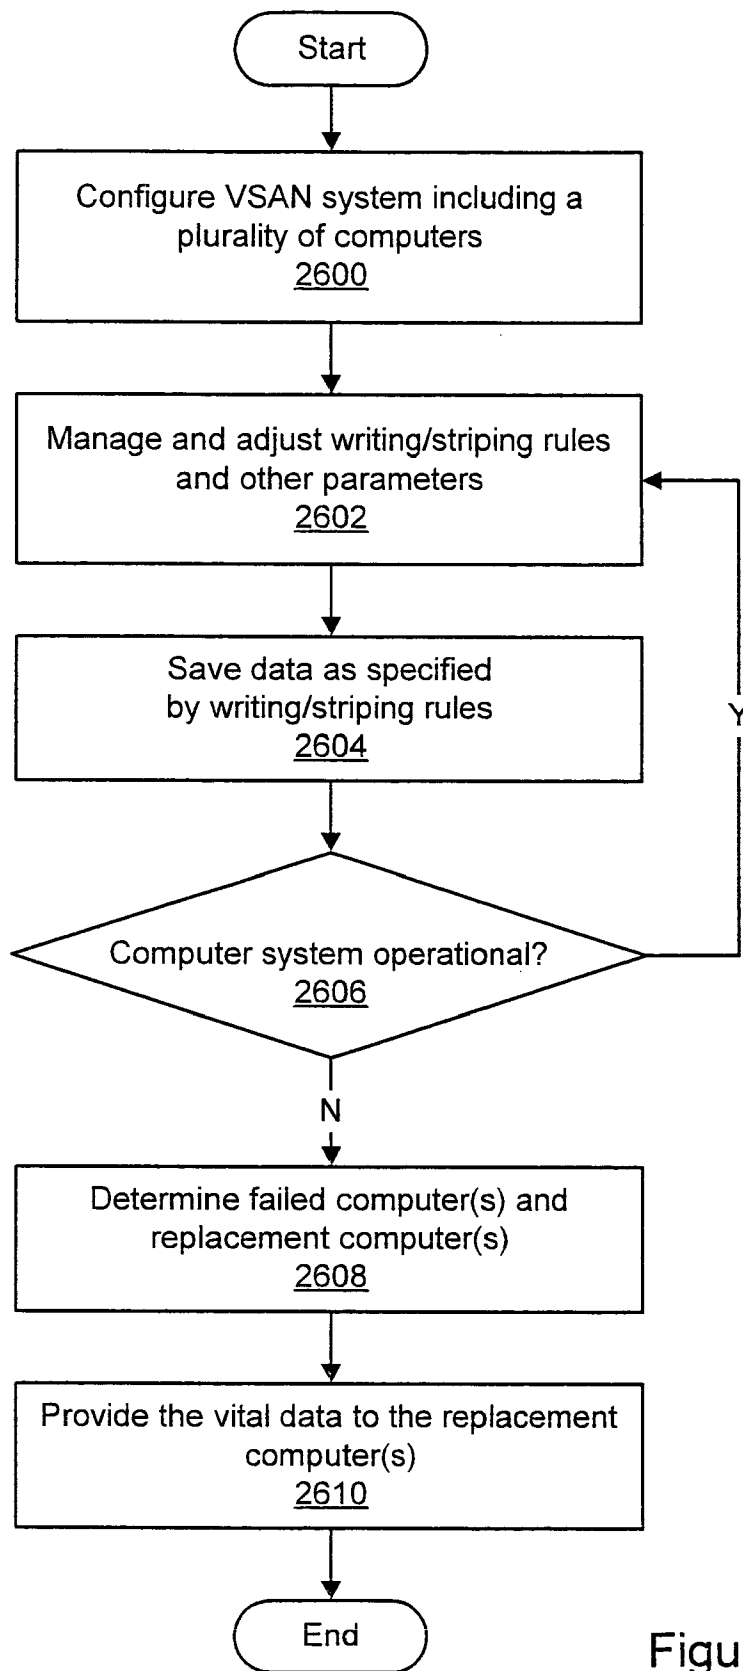 Start
Configure VSAN system including a
plurality of computers
2600
Manage and adjust writing/striping rules
and other parameters
2602
Save data as specified
by writing/striping rules
2604
Y
Computer system operational?
2606
N
Determine failed computer(s) and
replacement computer(s)
2608
Provide the vital data to the replacement
computer(s)
2610
End
Figu